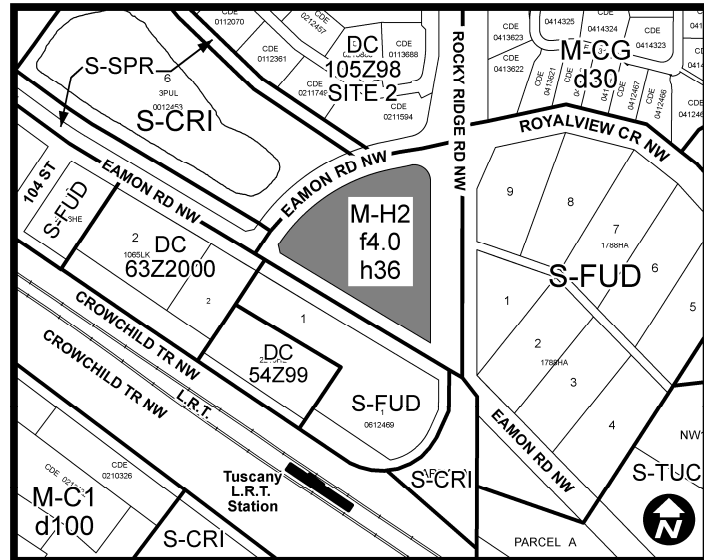 CDE
0112070
CDE
0112457
CDE
0112361
S-SPR
6
3PUL
0012453
S-CRI
DC
105Z98
SITE 2
CDE
0113688
CDE
0211749
CDE
0211594
ROCKY RIDGE RD NW
CDE
0413623
CDE
0414325
CDE
0414324
CDE
0414323
CDE
0413622
CDE
0413621
M-CG
d30
CDE
0412467
CDE
0412466
ROYALVIEW CR NW
104 ST
S-FUD
EAMON RD NW
EAMON RD NW
M-H2
f4.0
h36
9
8
7
1788HA
6
5
S-FUD
1
2
1788HA
3
4
2
1065LK
DC
63Z2000
2
1
DC
54Z99
S-FUD
1
0612469
CROWCHILD TR NW
L.R.T.
CROWCHILD TR NW
Tuscany
L.R.T.
Station
EAMON RD NW
S-CRI
S-TUC
NW
CDE
0210326
CDE
M-C1
d100
S-CRI
PARCEL A
N